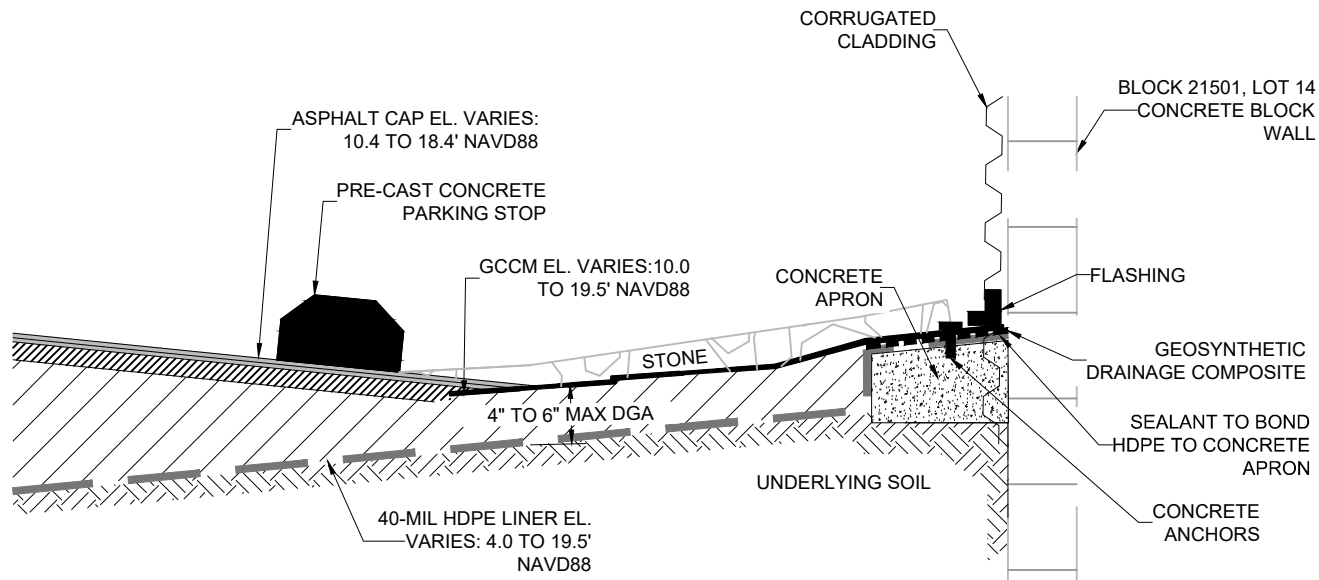 CORRUGATED
CLADDING
BLOCK 21501, LOT 14
CONCRETE BLOCK
WALL
ASPHALT CAP EL. VARIES:
10.4 TO 18.4' NAVD88
PRE-CAST CONCRETE
PARKING STOP
GCCM EL. VARIES:10.0
TO 19.5' NAVD88
CONCRETE
APRON
FLASHING
STONE
GEOSYNTHETIC
DRAINAGE COMPOSITE
4" TO 6" MAX DGA
SEALANT TO BOND
HDPE TO CONCRETE
APRON
UNDERLYING SOIL
CONCRETE
ANCHORS
40-MIL HDPE LINER EL.
VARIES: 4.0 TO 19.5'
NAVD88